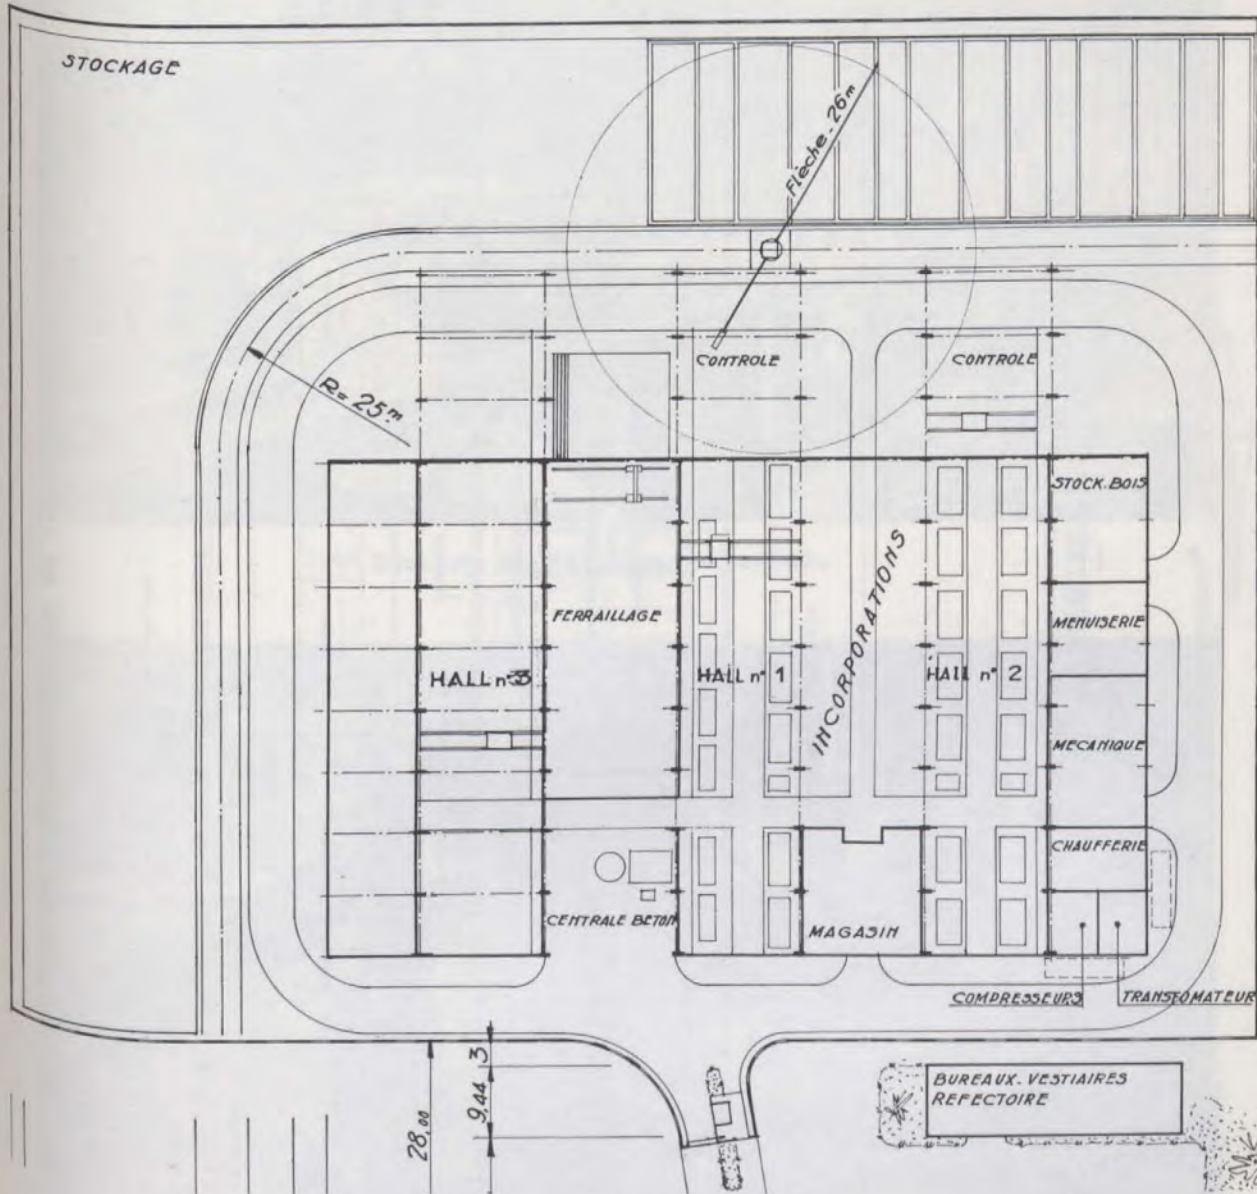 STOCKAGE
Flèche - 26m
R = 25m
CONTROLE
CONTROLE
STOCK. BOIS
INCORPORATIONS
FERRAILLAGE
MENUISERIE
HALL n° 3
HALL n° 1
HALL n° 2
MECANIQUE
CHAUFFERIE
CENTRALE BETON
MAGASIN
COMPRESSEURS
TRANSFOMATEUR
3
9,44
28,00
BUREAUX. VESTIAIRES
REFECTOIRE